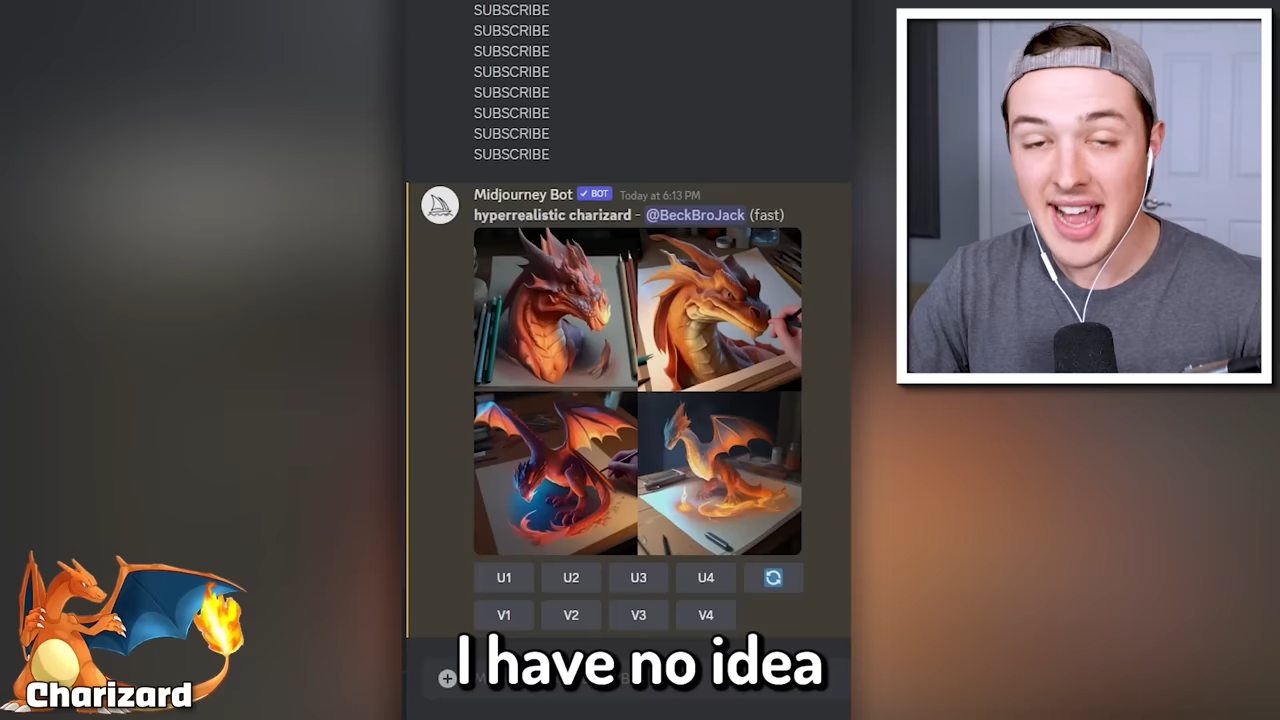 SUBSCRIBE
SUBSCRIBE
SUBSCRIBE
SUBSCRIBE
SUBSCRIBE
SUBSCRIBE
SUBSCRIBE
SUBSCRIBE
Midjourney Bot ✓ BOT Today at 6:13 PM
hyperrealistic charizard - @BeckBroJack (fast)
U1 U2 U3 U4
V1 V2 V3 V4
I have no idea
Charizard